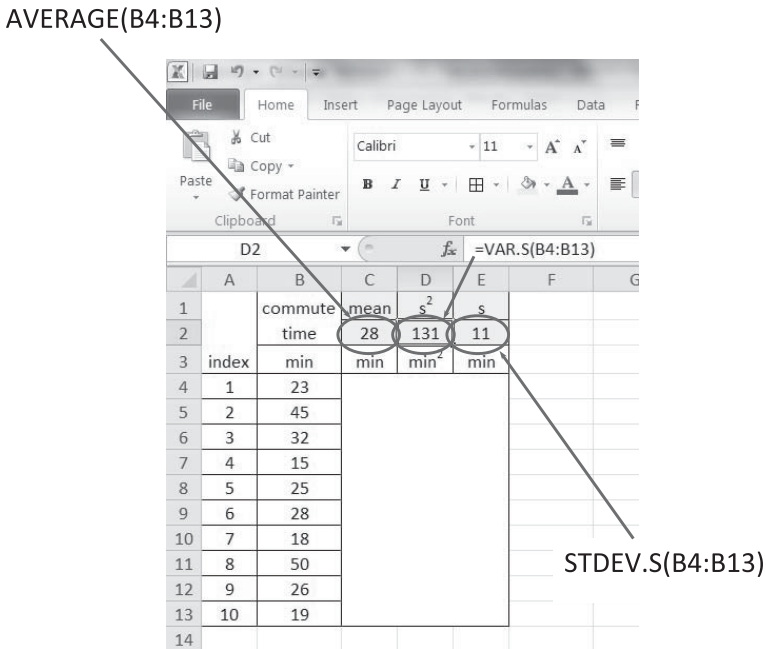 AVERAGE(B4:B13)
File Home Insert Page Layout Formulas Data
Cut
Copy
Paste
Format Painter
Clipboard
Calibri 11 A A
B I U A
Font
D2 fx =VAR.S(B4:B13)
A B C D E F G
1 commute mean s² s
2 time 28 131 11
3 index min min min² min
4 1 23
5 2 45
6 3 32
7 4 15
8 5 25
9 6 28
10 7 18
11 8 50
12 9 26
13 10 19
14
STDEV.S(B4:B13)